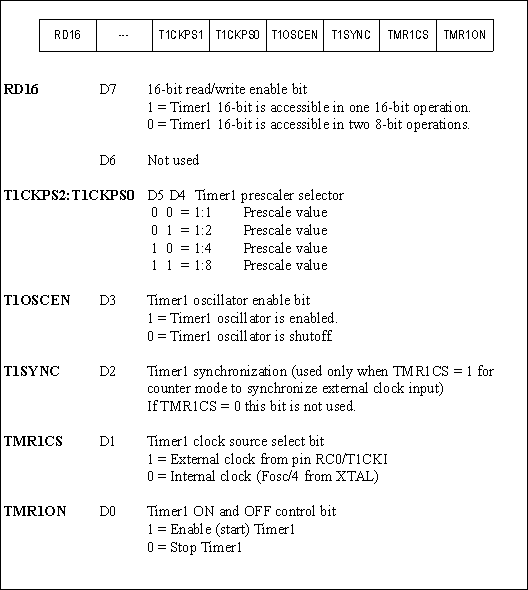 RD16 --- T1CKPS1 T1CKPS0 T1OSCEN T1SYNC TMR1CS TMR1ON
RD16 D7 16-bit read/write enable bit
1 = Timer1 16-bit is accessible in one 16-bit operation.
0 = Timer1 16-bit is accessible in two 8-bit operations.
D6 Not used
T1CKPS2:T1CKPS0 D5 D4 Timer1 prescaler selector
0 0 = 1:1 Prescale value
0 1 = 1:2 Prescale value
1 0 = 1:4 Prescale value
1 1 = 1:8 Prescale value
T1OSCEN D3 Timer1 oscillator enable bit
1 = Timer1 oscillator is enabled.
0 = Timer1 oscillator is shutoff.
T1SYNC D2 Timer1 synchronization (used only when TMR1CS = 1 for
counter mode to synchronize external clock input)
If TMR1CS = 0 this bit is not used.
TMR1CS D1 Timer1 clock source select bit
1 = External clock from pin RC0/T1CKI
0 = Internal clock (Fosc/4 from XTAL)
TMR1ON D0 Timer1 ON and OFF control bit
1 = Enable (start) Timer1
0 = Stop Timer1